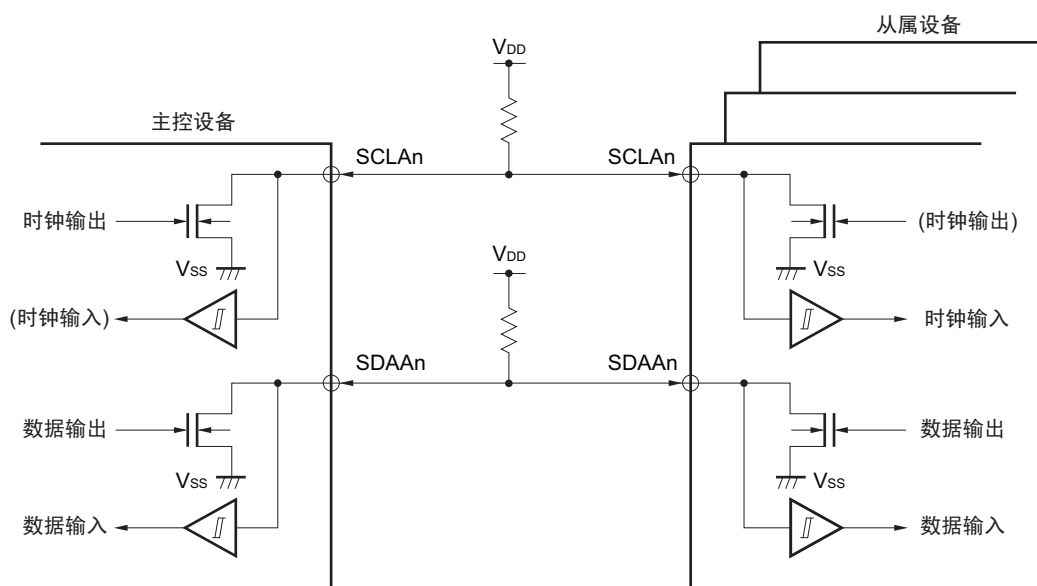 从属设备
VDD
主控设备
SCLAn
SCLAn
时钟输出
(时钟输出)
VSS
VSS
VDD
(时钟输入)
时钟输入
SDAAn
SDAAn
数据输出
数据输出
VSS
VSS
数据输入
数据输入